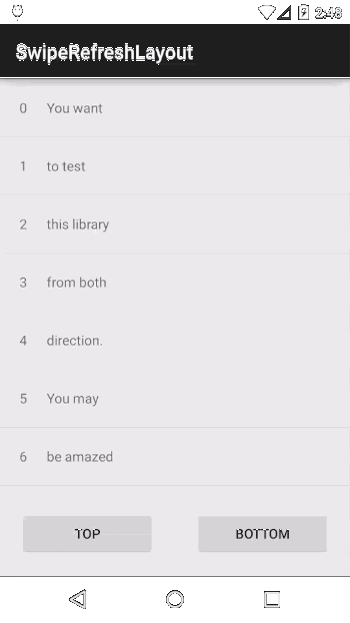 2:48
SwipeRefreshLayout
0 You want
1 to test
2 this library
3 from both
4 direction.
5 You may
6 be amazed
TOP BOTTOM